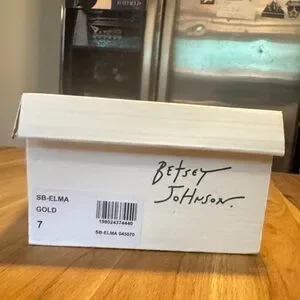 BETSEY
JOHNSON.
SB-ELMA
GOLD
7
198024374440
SB-ELMA 045070